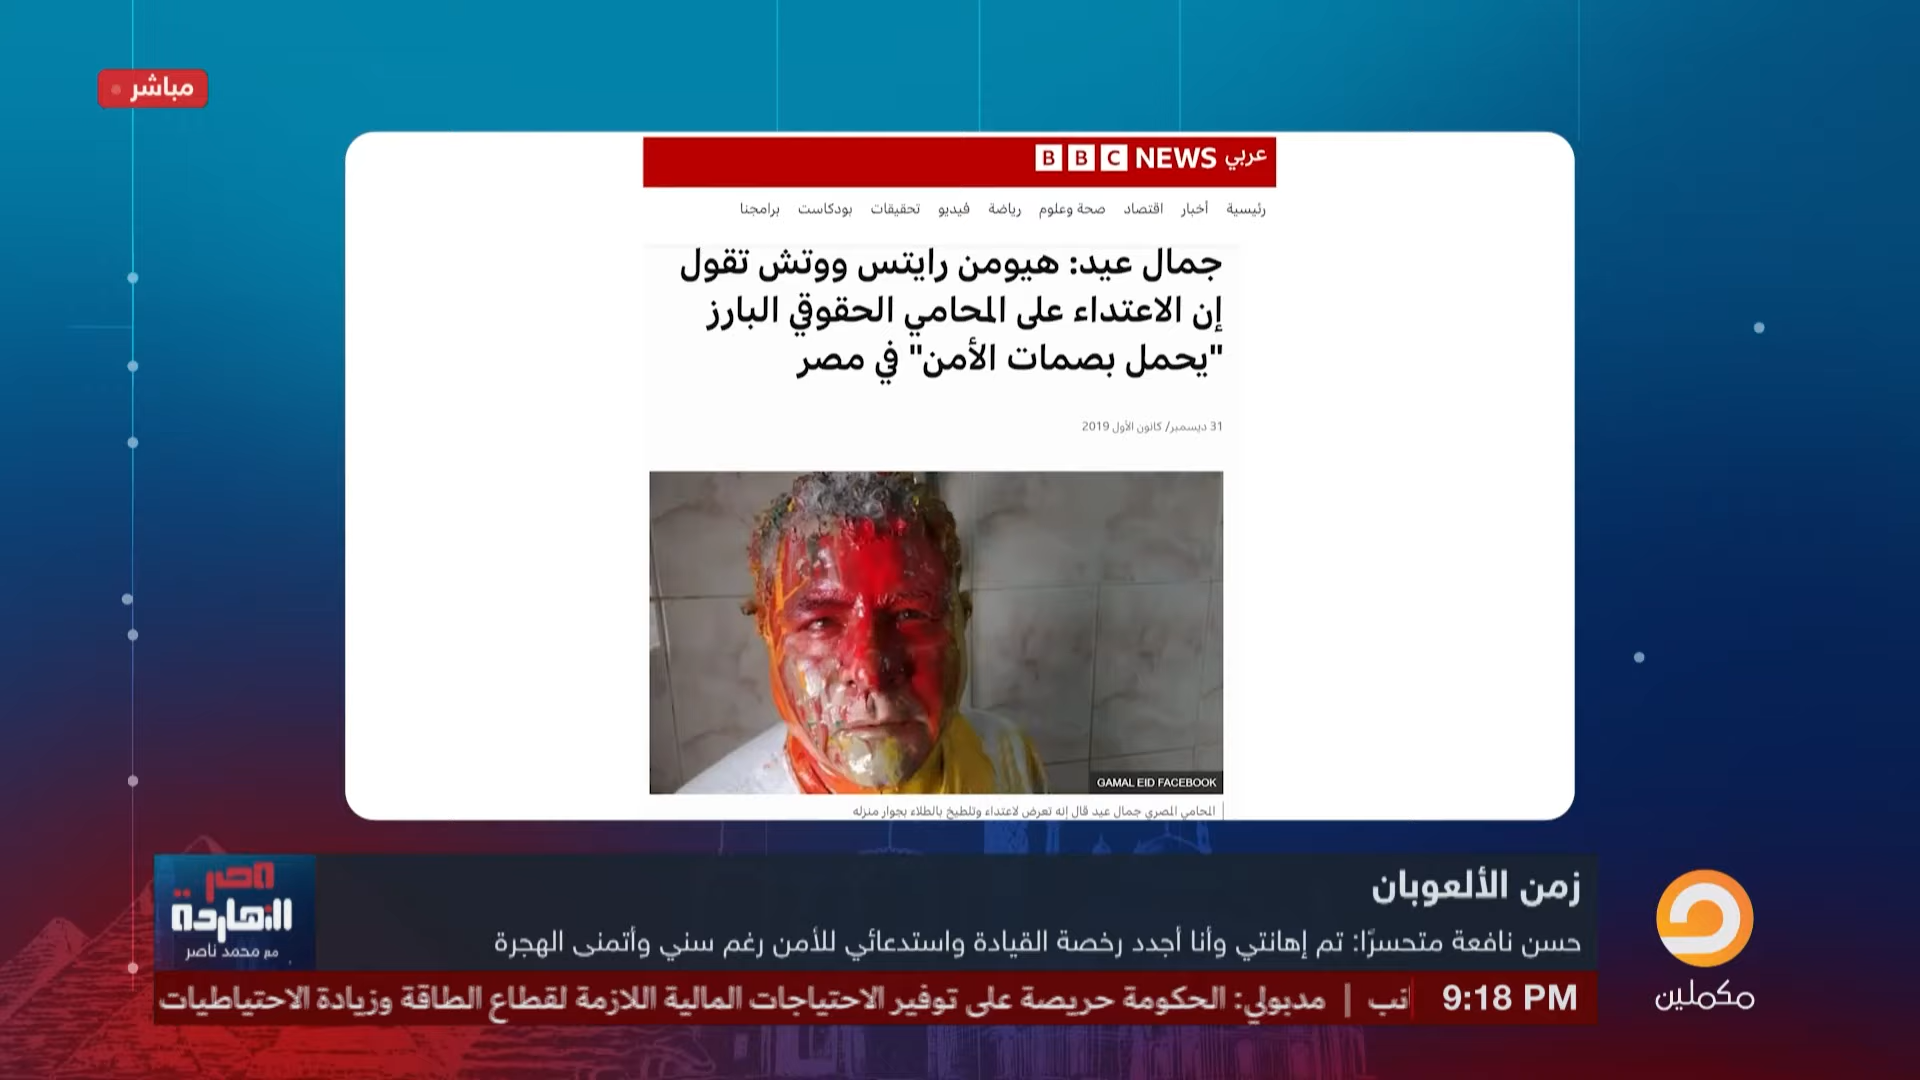 مباشر
BBC NEWS عربي
رئيسية أخبار اقتصاد صحة وعلوم رياضة فيديو تحقيقات بودكاست برامجنا
جمال عيد: هيومن رايتس ووتش تقول
إن الاعتداء على المحامي الحقوقي البارز
"يحمل بصمات الأمن" في مصر
31 ديسمبر/ كانون الأول 2019
GAMAL EID FACEBOOK
المحامي المصري جمال عيد قال إنه تعرض لاعتداء وتلطيخ بالطلاء بجوار منزله
زمن الألعوبان
حسن نافعة متحسرًا: تم إهانتي وأنا أجدد رخصة القيادة واستدعائي للأمن رغم سني وأتمنى الهجرة
مصر
النهاردة
مع محمد ناصر
9:18 PM
| مدبولي: الحكومة حريصة على توفير الاحتياجات المالية اللازمة لقطاع الطاقة وزيادة الاحتياطيات
مكملين